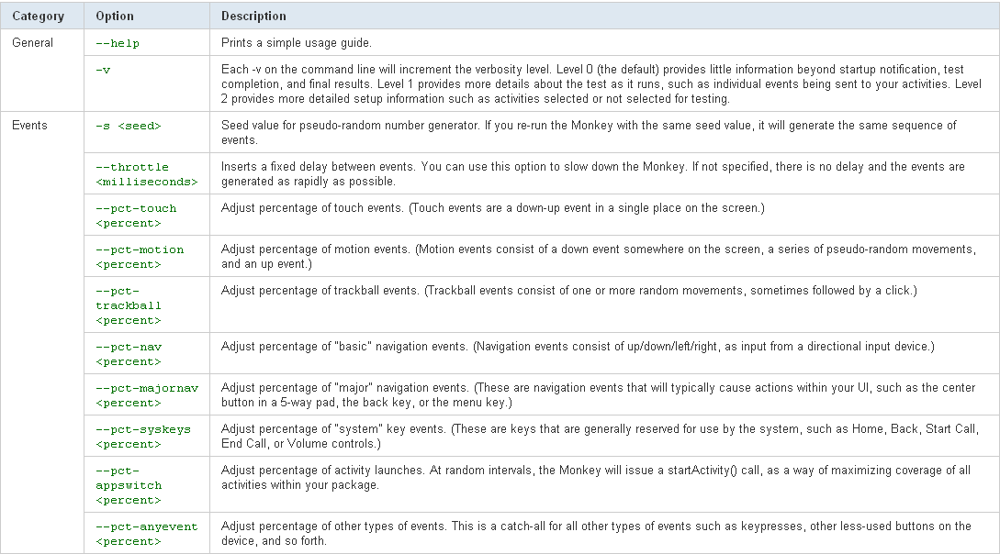 Category Option Description
General --help Prints a simple usage guide.
-v Each -v on the command line will increment the verbosity level. Level 0 (the default) provides little information beyond startup notification, test
completion, and final results. Level 1 provides more details about the test as it runs, such as individual events being sent to your activities. Level
2 provides more detailed setup information such as activities selected or not selected for testing.
Events -s <seed> Seed value for pseudo-random number generator. If you re-run the Monkey with the same seed value, it will generate the same sequence of
events.
--throttle Inserts a fixed delay between events. You can use this option to slow down the Monkey. If not specified, there is no delay and the events are
<milliseconds> generated as rapidly as possible.
--pct-touch Adjust percentage of touch events. (Touch events are a down-up event in a single place on the screen.)
<percent>
--pct-motion Adjust percentage of motion events. (Motion events consist of a down event somewhere on the screen, a series of pseudo-random movements,
<percent> and an up event.)
--pct- Adjust percentage of trackball events. (Trackball events consist of one or more random movements, sometimes followed by a click.)
trackball
<percent>
--pct-nav Adjust percentage of "basic" navigation events. (Navigation events consist of up/down/left/right, as input from a directional input device.)
<percent>
--pct-majornav Adjust percentage of "major" navigation events. (These are navigation events that will typically cause actions within your UI, such as the center
<percent> button in a 5-way pad, the back key, or the menu key.)
--pct-syskeys Adjust percentage of "system" key events. (These are keys that are generally reserved for use by the system, such as Home, Back, Start Call,
<percent> End Call, or Volume controls.)
--pct- Adjust percentage of activity launches. At random intervals, the Monkey will issue a startActivity() call, as a way of maximizing coverage of all
appswitch activities within your package.
<percent>
--pct-anyevent Adjust percentage of other types of events. This is a catch-all for all other types of events such as keypresses, other less-used buttons on the
<percent> device, and so forth.